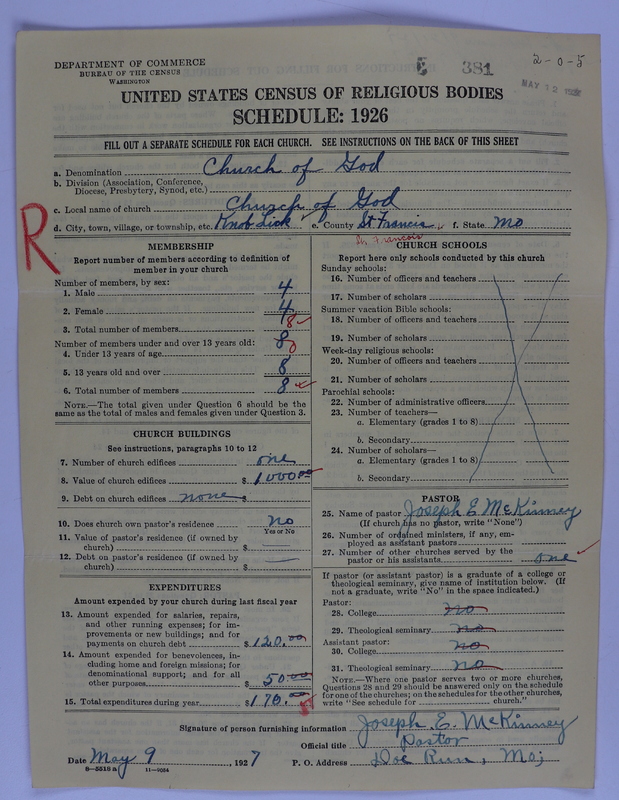 DEPARTMENT OF COMMERCE
BUREAU OF THE CENSUS
WASHINGTON
381
2-0-5
MAY 12
UNITED STATES CENSUS OF RELIGIOUS BODIES
SCHEDULE: 1926
FILL OUT A SEPARATE SCHEDULE FOR EACH CHURCH. SEE INSTRUCTIONS ON THE BACK OF THIS SHEET
R
a. Denomination Church of God
b. Division (Association, Conference,
Diocese, Presbytery, Synod, etc.)
c. Local name of church Church of God
d. City, town, village, or township, etc. Knob Lick e. County St Francis f. State Mo
St. Francois
MEMBERSHIP
Report number of members according to definition of
member in your church
Number of members, by sex:
1. Male 4
2. Female 4
3. Total number of members 8
Number of members under and over 13 years old:
4. Under 13 years of age 0
5. 13 years old and over 8
6. Total number of members 8
NOTE.—The total given under Question 6 should be
the same as the total of males and females given under Question 3.
CHURCH BUILDINGS
See instructions, paragraphs 10 to 12
7. Number of church edifices one
8. Value of church edifices $ 1000.00
9. Debt on church edifices none $
10. Does church own pastor's residence no
Yes or No
11. Value of pastor's residence (if owned by
church) $
12. Debt on pastor's residence (if owned by
church) $
EXPENDITURES
Amount expended by your church during last fiscal year
13. Amount expended for salaries, repairs,
and other running expenses; for im-
provements or new buildings; and for
payments on church debt $ 120.00
14. Amount expended for benevolences, in-
cluding home and foreign missions; for
denominational support; and for all
other purposes $ 50.00
15. Total expenditures during year $ 170.00
CHURCH SCHOOLS
Report here only schools conducted by this church
Sunday schools:
16. Number of officers and teachers
17. Number of scholars
Summer vacation Bible schools:
18. Number of officers and teachers
19. Number of scholars
Week-day religious schools:
20. Number of officers and teachers
21. Number of scholars
Parochial schools:
22. Number of administrative officers
23. Number of teachers—
a. Elementary (grades 1 to 8)
b. Secondary
24. Number of scholars—
a. Elementary (grades 1 to 8)
b. Secondary
PASTOR
25. Name of pastor Joseph E McKinney
(If church has no pastor, write "None")
26. Number of ordained ministers, if any, em-
ployed as assistant pastors
27. Number of other churches served by the
pastor or his assistants one
If pastor (or assistant pastor) is a graduate of a college or
theological seminary, give name of institution below. (If
not a graduate, write "No" in the space indicated.)
Pastor:
28. College no
29. Theological seminary no
Assistant pastor:
30. College no
31. Theological seminary no
NOTE.—Where one pastor serves two or more churches,
Questions 28 and 29 should be answered only on the schedule
for one of the churches; on the schedules for the other churches,
write "See schedule for church."
Signature of person furnishing information Joseph E. McKinney
Official title Pastor
Date May 9, 1927 P. O. Address Doe Run, Mo;
8—5518 a 11—9034